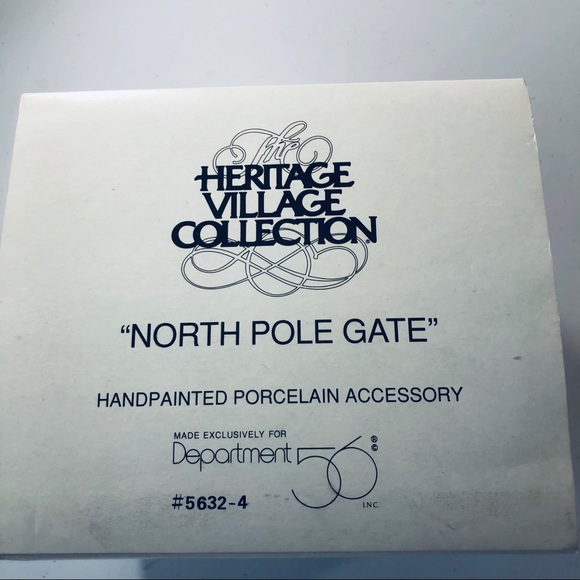 The
HERITAGE
VILLAGE
COLLECTION®
“NORTH POLE GATE”
HANDPAINTED PORCELAIN ACCESSORY
MADE EXCLUSIVELY FOR
Department 56®©
INC.
#5632-4